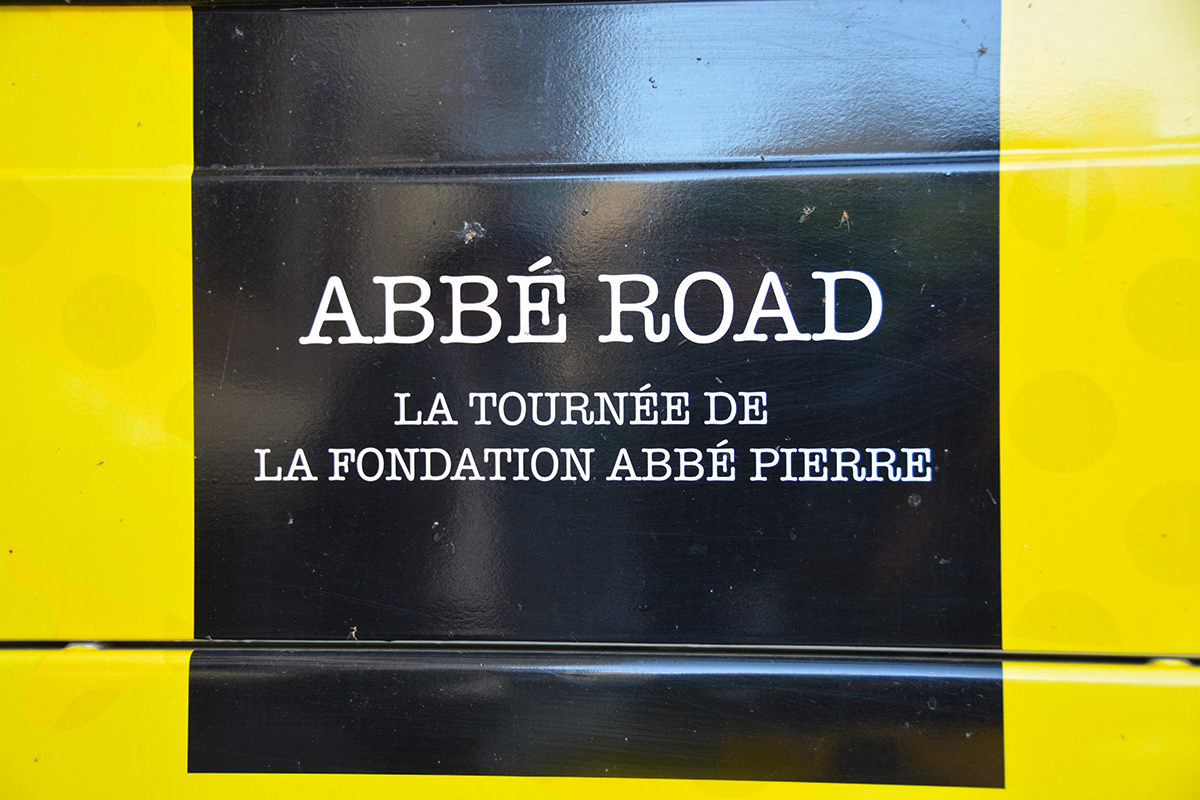 ABBÉ ROAD
LA TOURNÉE DE
LA FONDATION ABBÉ PIERRE